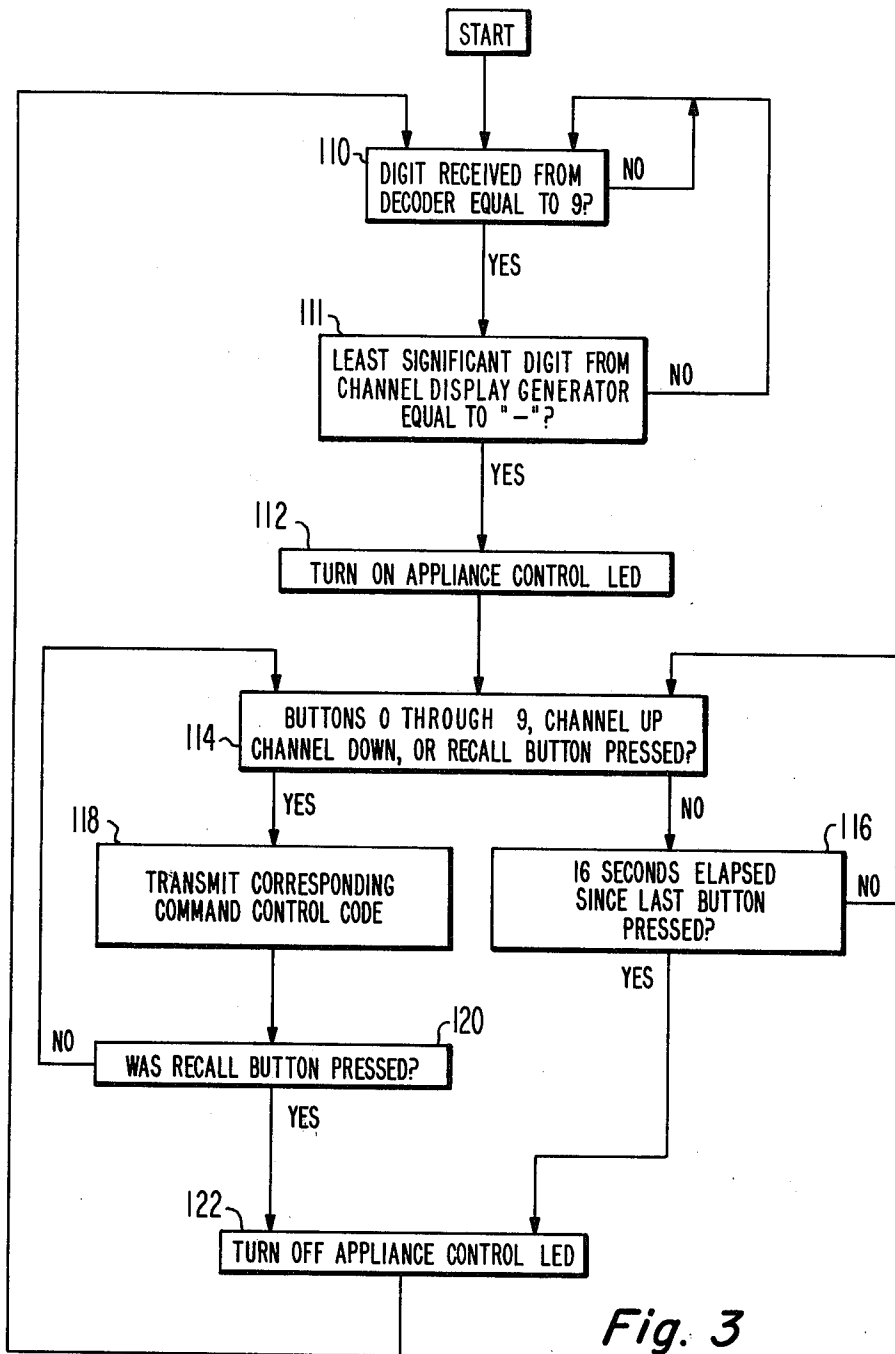 START
110
DIGIT RECEIVED FROM
DECODER EQUAL TO 9?
NO
YES
111
LEAST SIGNIFICANT DIGIT FROM
CHANNEL DISPLAY GENERATOR
EQUAL TO "—"?
NO
YES
112
TURN ON APPLIANCE CONTROL LED
114
BUTTONS 0 THROUGH 9, CHANNEL UP
CHANNEL DOWN, OR RECALL BUTTON PRESSED?
YES
NO
118
TRANSMIT CORRESPONDING
COMMAND CONTROL CODE
116
16 SECONDS ELAPSED
SINCE LAST BUTTON
PRESSED?
NO
YES
120
WAS RECALL BUTTON PRESSED?
NO
YES
122
TURN OFF APPLIANCE CONTROL LED
Fig. 3